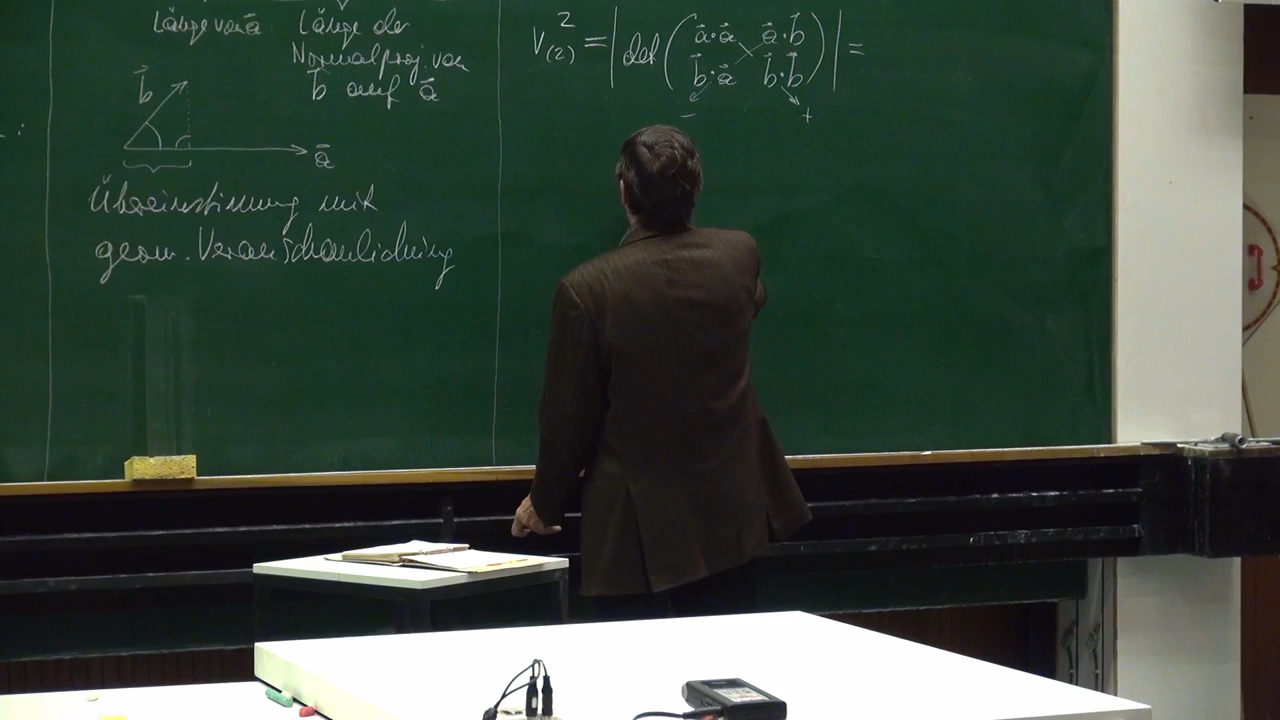 Länge von a⃗
Länge der
Normalproj. von
b⃗ auf a⃗
b⃗
a⃗
Übereinstimmung mit
geom. Veranschaulichung
V₍₂₎² = | det ( a⃗·a⃗ a⃗·b⃗
b⃗·a⃗ b⃗·b⃗ ) | =
- +